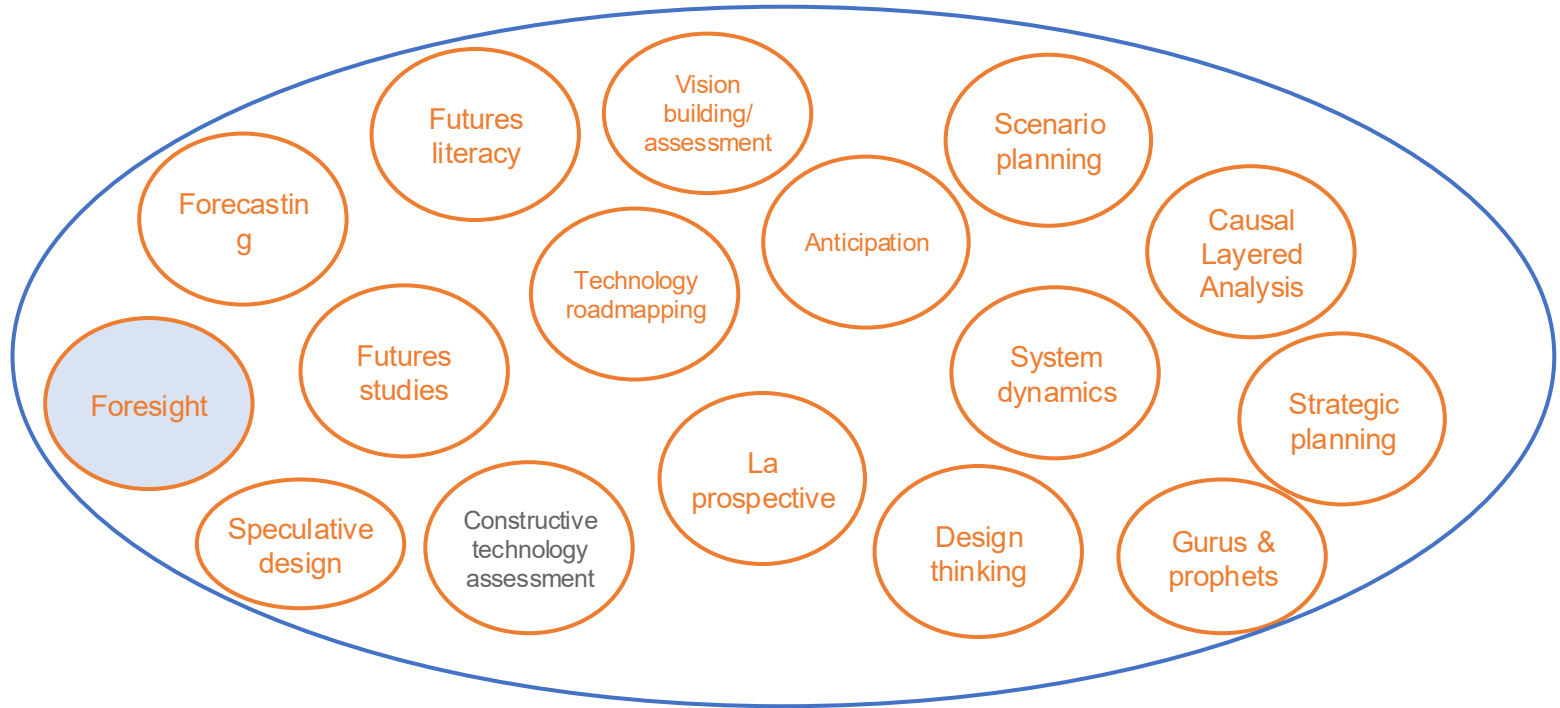 Futures
literacy
Vision
building/
assessment
Scenario
planning
Forecastin
g
Causal
Layered
Analysis
Anticipation
Technology
roadmapping
Foresight
Futures
studies
System
dynamics
Strategic
planning
La
prospective
Speculative
design
Constructive
technology
assessment
Design
thinking
Gurus &
prophets